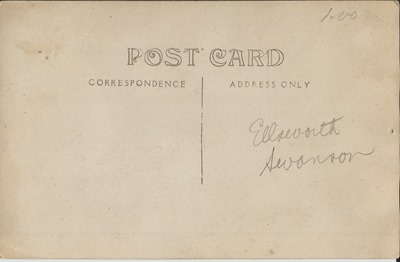 1.00
POST CARD
CORRESPONDENCE
ADDRESS ONLY
Ellsworth
Swanson